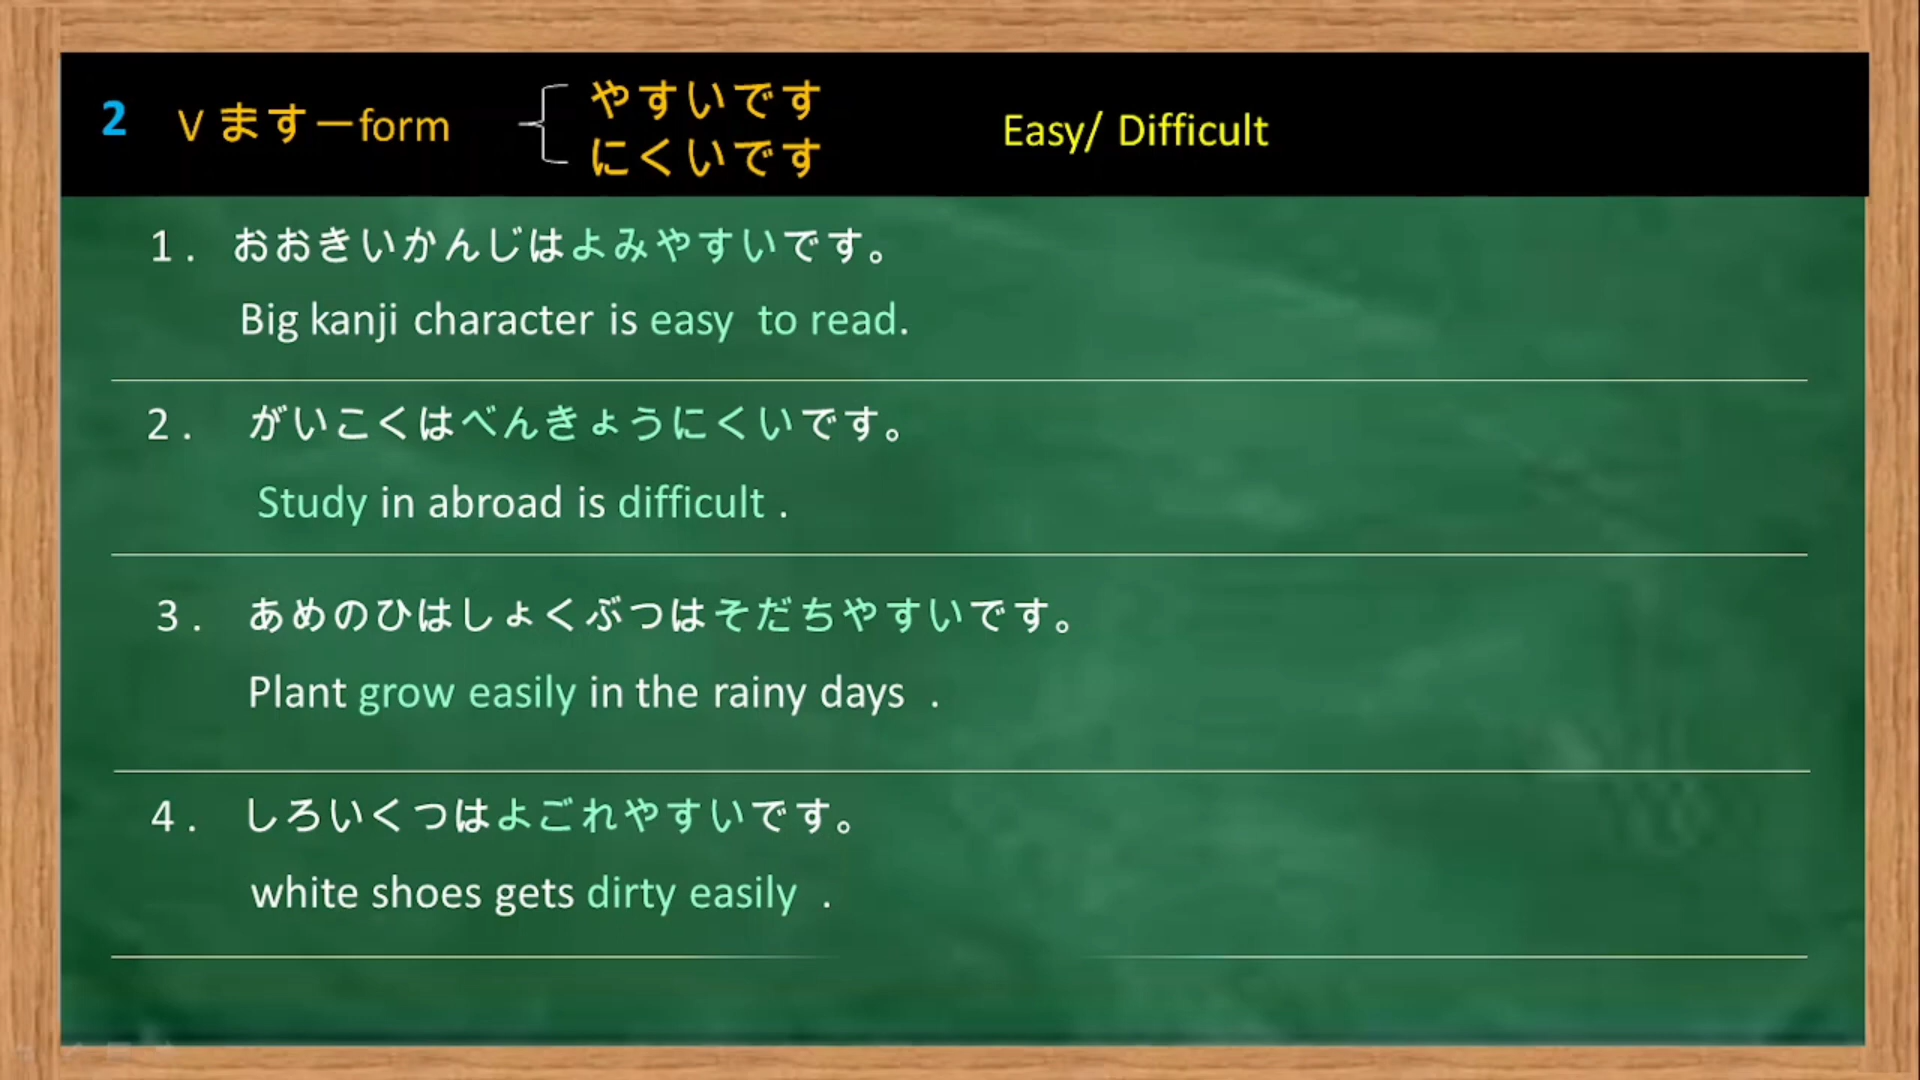 2 V ますーform やすいです Easy/ Difficult
にくいです
1. おおきいかんじはよみやすいです。
Big kanji character is easy to read.
2. がいこくはべんきょうにくいです。
Study in abroad is difficult .
3. あめのひはしょくぶつはそだちやすいです。
Plant grow easily in the rainy days .
4. しろいくつはよごれやすいです。
white shoes gets dirty easily .